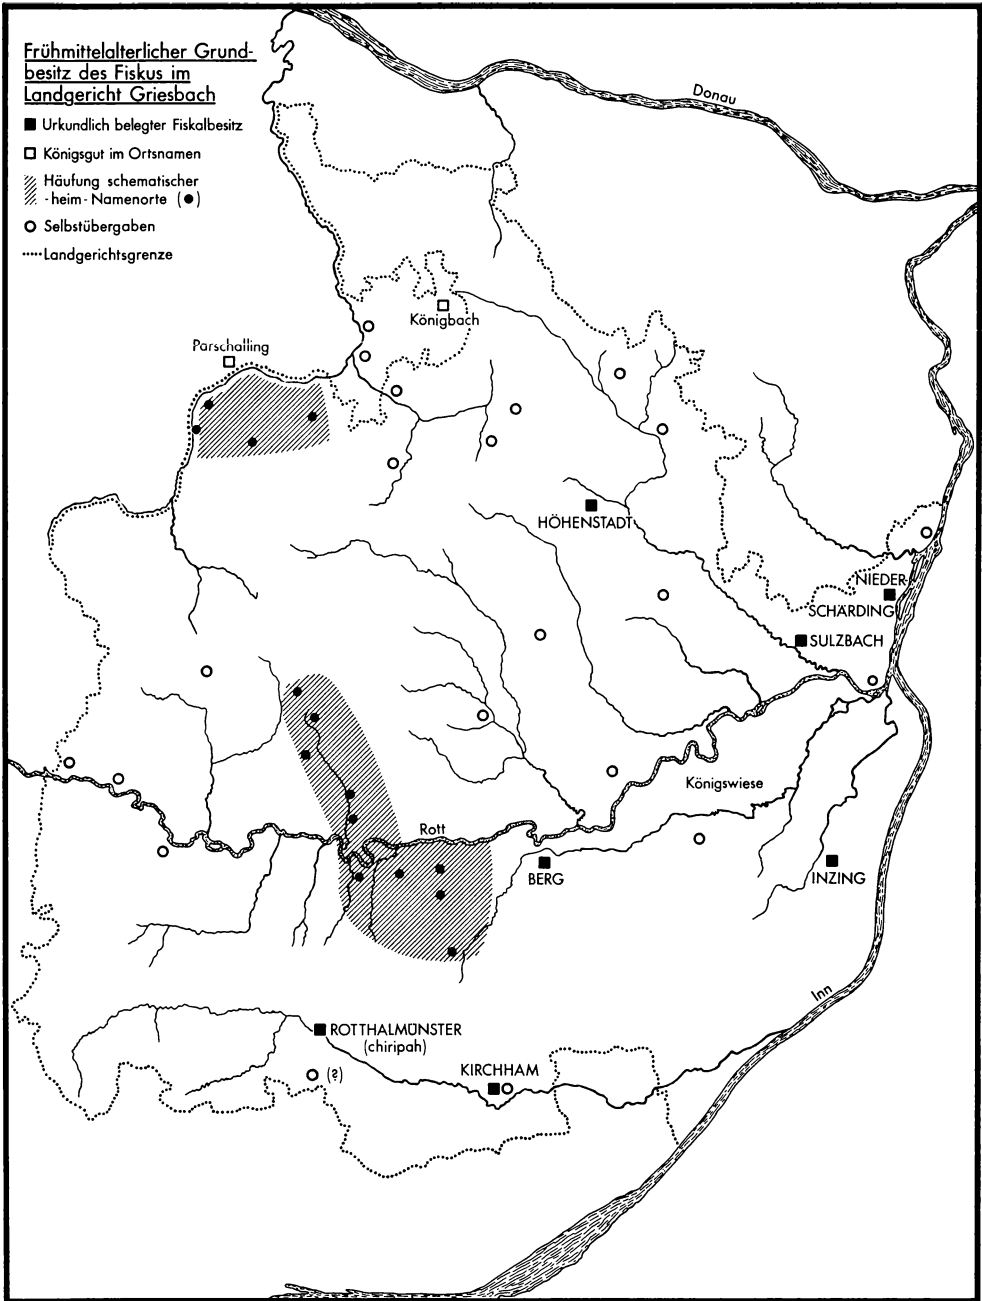 Frühmittelalterlicher Grund-
besitz des Fiskus im
Landgericht Griesbach
Urkundlich belegter Fiskalbesitz
Königsgut im Ortsnamen
Häufung schematischer
-heim-Namenorte (●)
Selbstübergaben
Landgerichtsgrenze
Donau
Königbach
Parschalling
HÖHENSTADT
NIEDER-
SCHÄRDING
SULZBACH
Königswiese
Rott
BERG
INZING
Inn
ROTTHALMÜNSTER
(chiripah)
KIRCHHAM
(?)